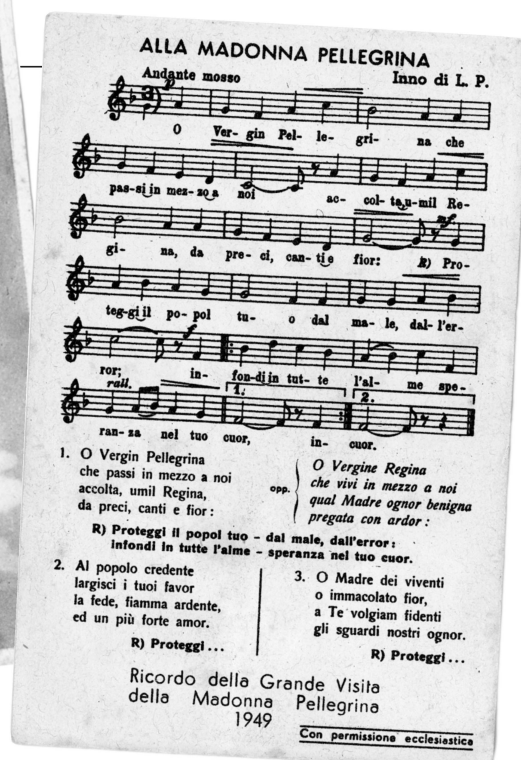 ALLA MADONNA PELLEGRINA
Andante mosso
Inno di L. P.
p
O Ver- gin Pel- le- gri- na che
pas-si in mez-zo a noi ac- col-ta,u-mil Re-
mf
gi- na, da pre- ci, can-ti e fior: R) Pro-
teg-gi il po- pol tu- o dal ma- le, dal-l'er-
f
ror; in- fon-di in tut- te l'al- me spe-
rall.
1.
2.
ran- za nel tuo cuor, in- cuor.
1. O Vergin Pellegrina
che passi in mezzo a noi
accolta, umil Regina,
da preci, canti e fior:
opp.
O Vergine Regina
che vivi in mezzo a noi
qual Madre ognor benigna
pregata con ardor:
R) Proteggi il popol tuo - dal male, dall'error:
infondi in tutte l'alme - speranza nel tuo cuor.
2. Al popolo credente
largisci i tuoi favor
la fede, fiamma ardente,
ed un più forte amor.
R) Proteggi...
3. O Madre dei viventi
o immacolato fior,
a Te volgiam fidenti
gli sguardi nostri ognor.
R) Proteggi...
Ricordo della Grande Visita
della Madonna Pellegrina
1949
Con permissione ecclesiastica